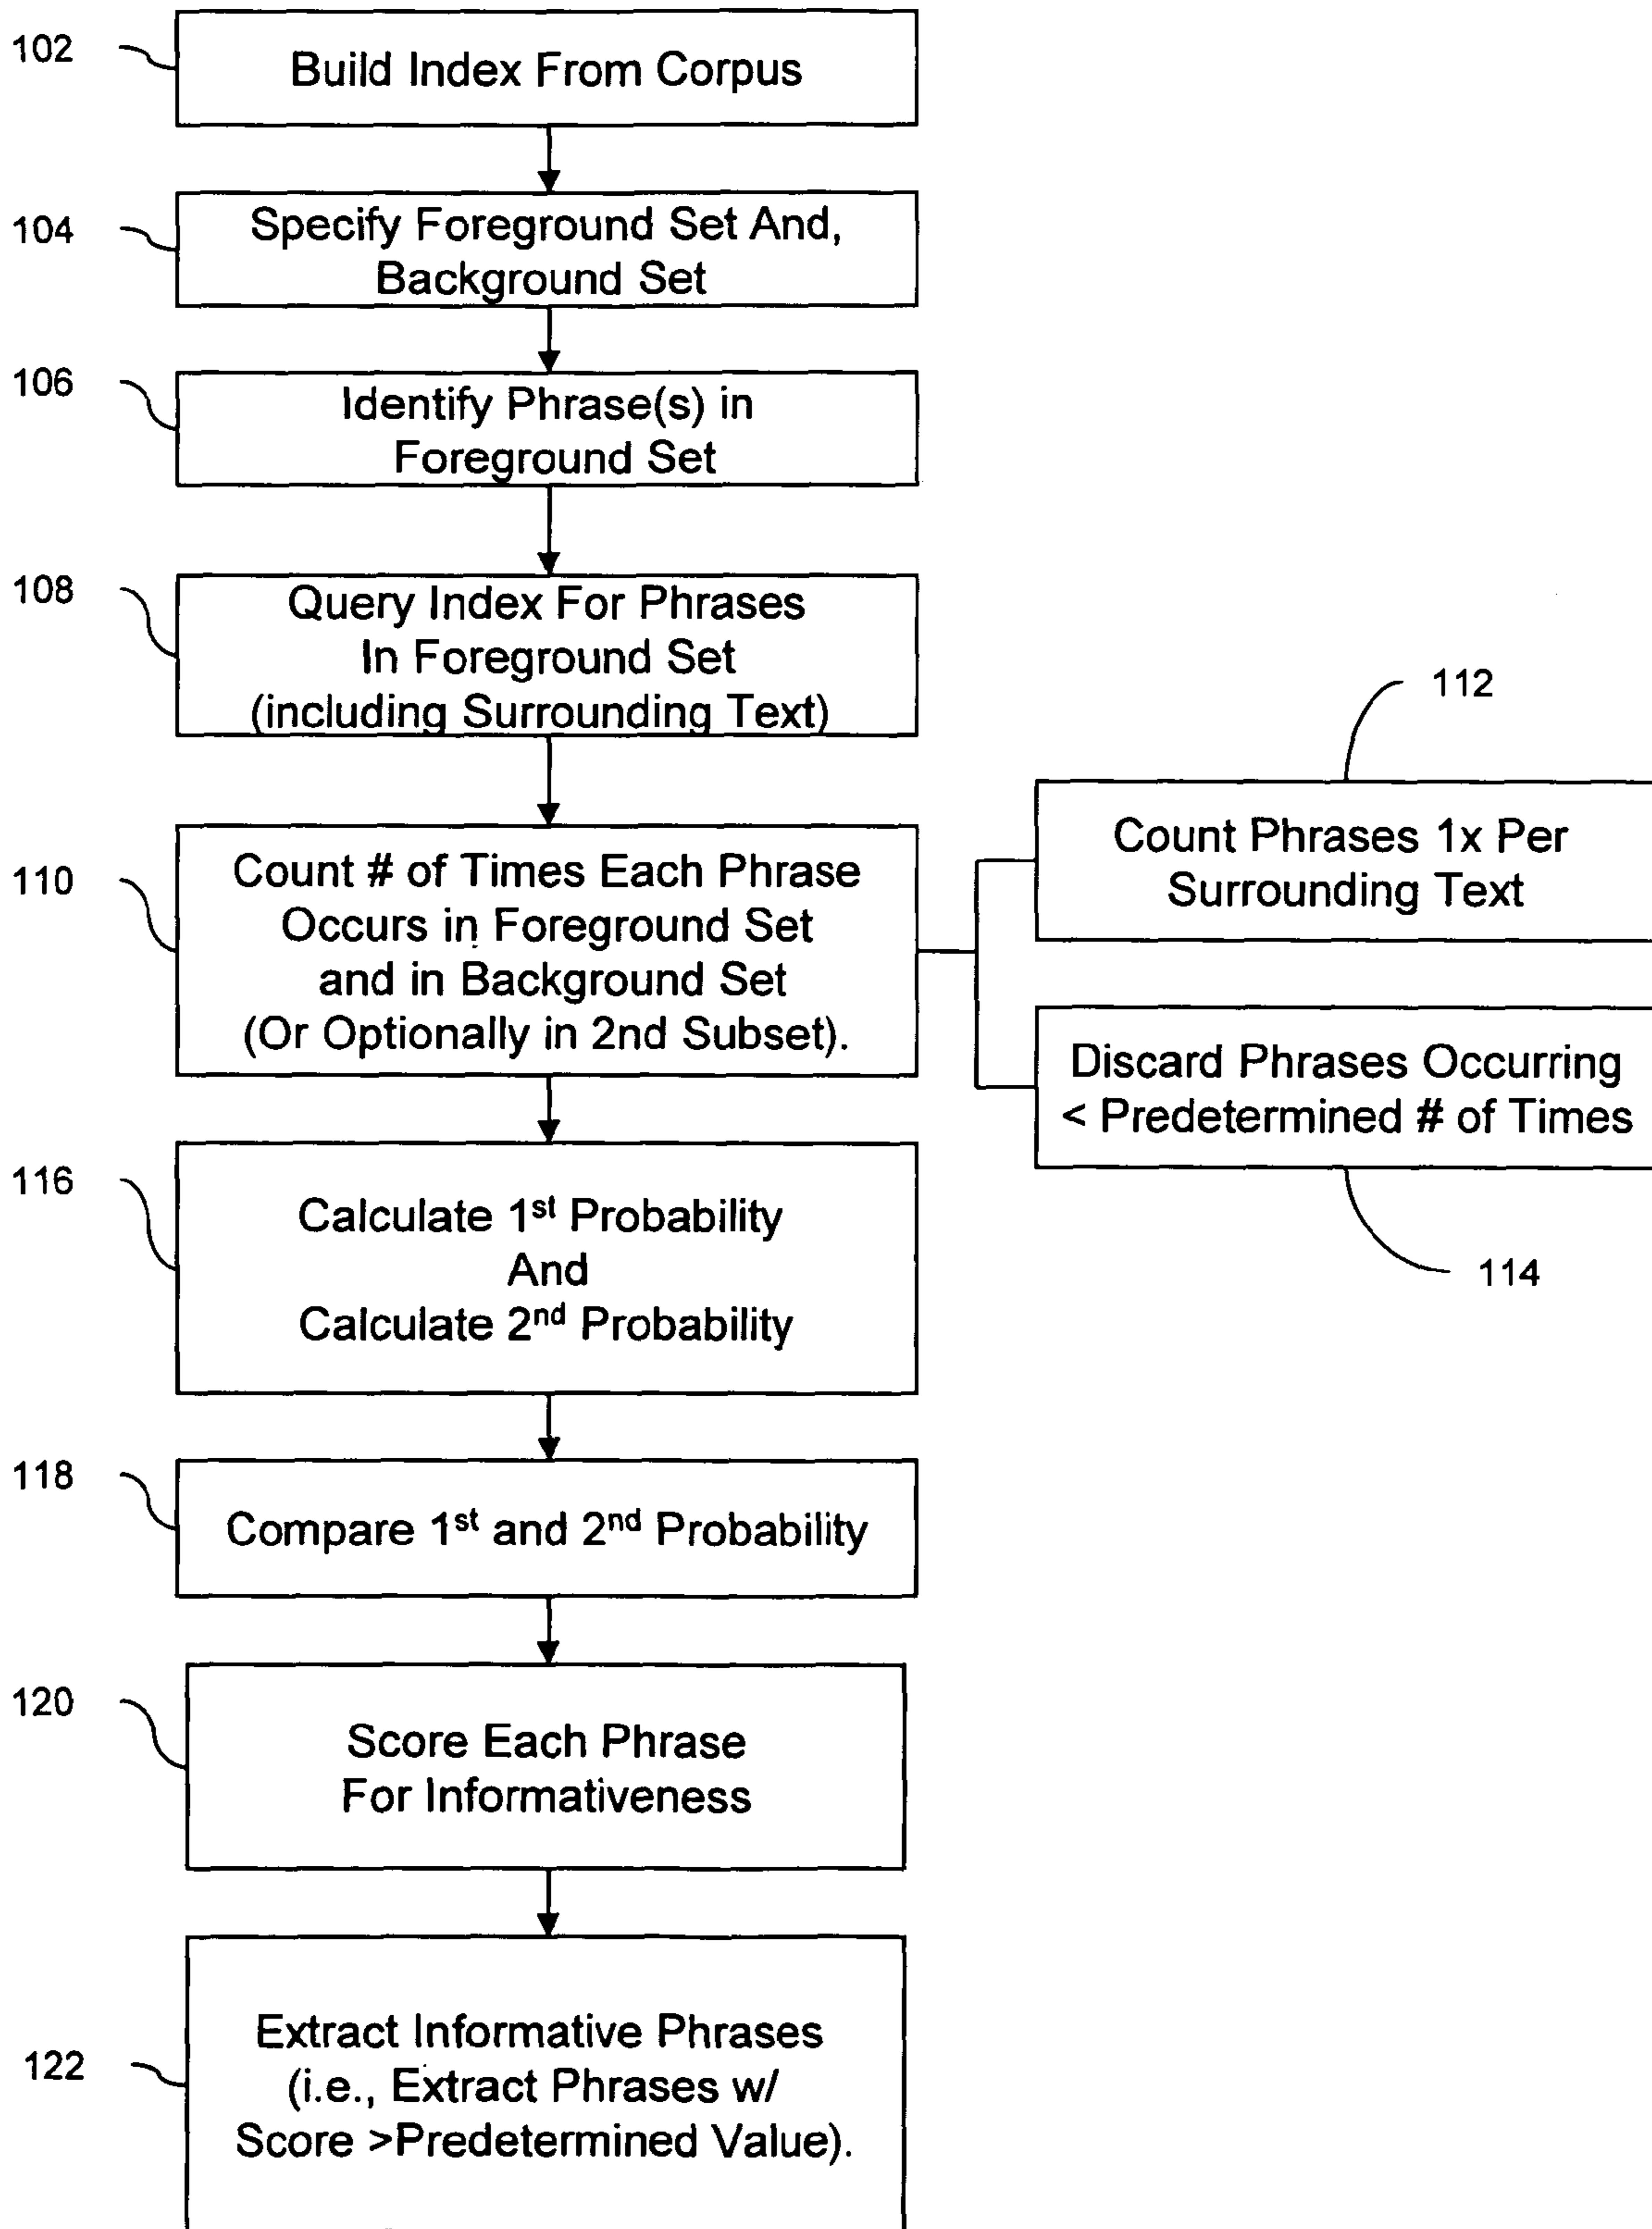 102
Build Index From Corpus
104
Specify Foreground Set And,
Background Set
106
Identify Phrase(s) in
Foreground Set
108
Query Index For Phrases
In Foreground Set
(including Surrounding Text)
110
Count # of Times Each Phrase
Occurs in Foreground Set
and in Background Set
(Or Optionally in 2nd Subset).
112
Count Phrases 1x Per
Surrounding Text
Discard Phrases Occurring
< Predetermined # of Times
114
116
Calculate 1st Probability
And
Calculate 2nd Probability
118
Compare 1st and 2nd Probability
120
Score Each Phrase
For Informativeness
122
Extract Informative Phrases
(i.e., Extract Phrases w/
Score >Predetermined Value).